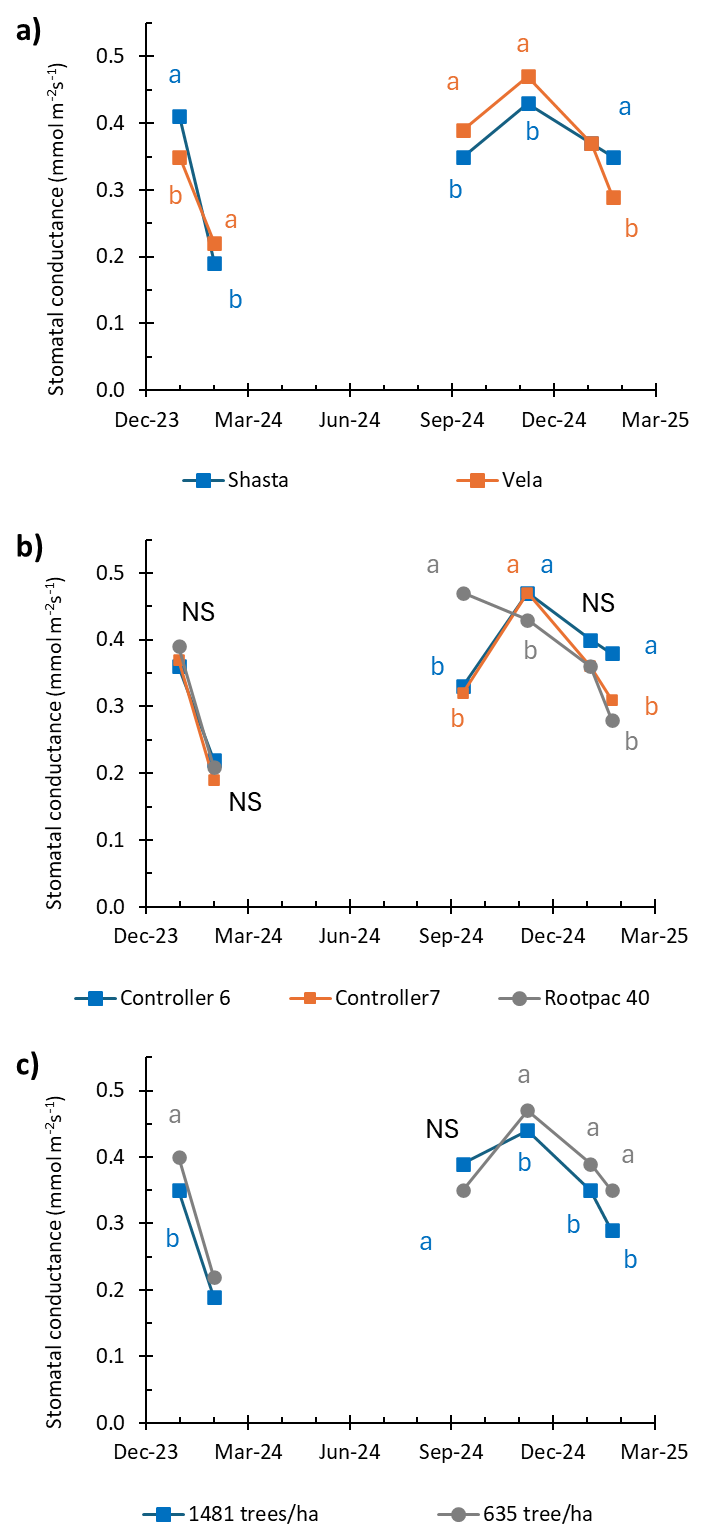 a)
Stomatal conductance (mmol m⁻²s⁻¹)
0.5
0.4
0.3
0.2
0.1
0.0
a
b
a
b
a
b
a
b
a
b
Dec-23 Mar-24 Jun-24 Sep-24 Dec-24 Mar-25
Shasta Vela
b)
Stomatal conductance (mmol m⁻²s⁻¹)
0.5
0.4
0.3
0.2
0.1
0.0
NS
NS
a
b
b
a a
b
NS
a
b
b
Dec-23 Mar-24 Jun-24 Sep-24 Dec-24 Mar-25
Controller 6 Controller7 Rootpac 40
c)
Stomatal conductance (mmol m⁻²s⁻¹)
0.5
0.4
0.3
0.2
0.1
0.0
a
b
a
NS
a
b
a
b
a
b
Dec-23 Mar-24 Jun-24 Sep-24 Dec-24 Mar-25
1481 trees/ha 635 tree/ha